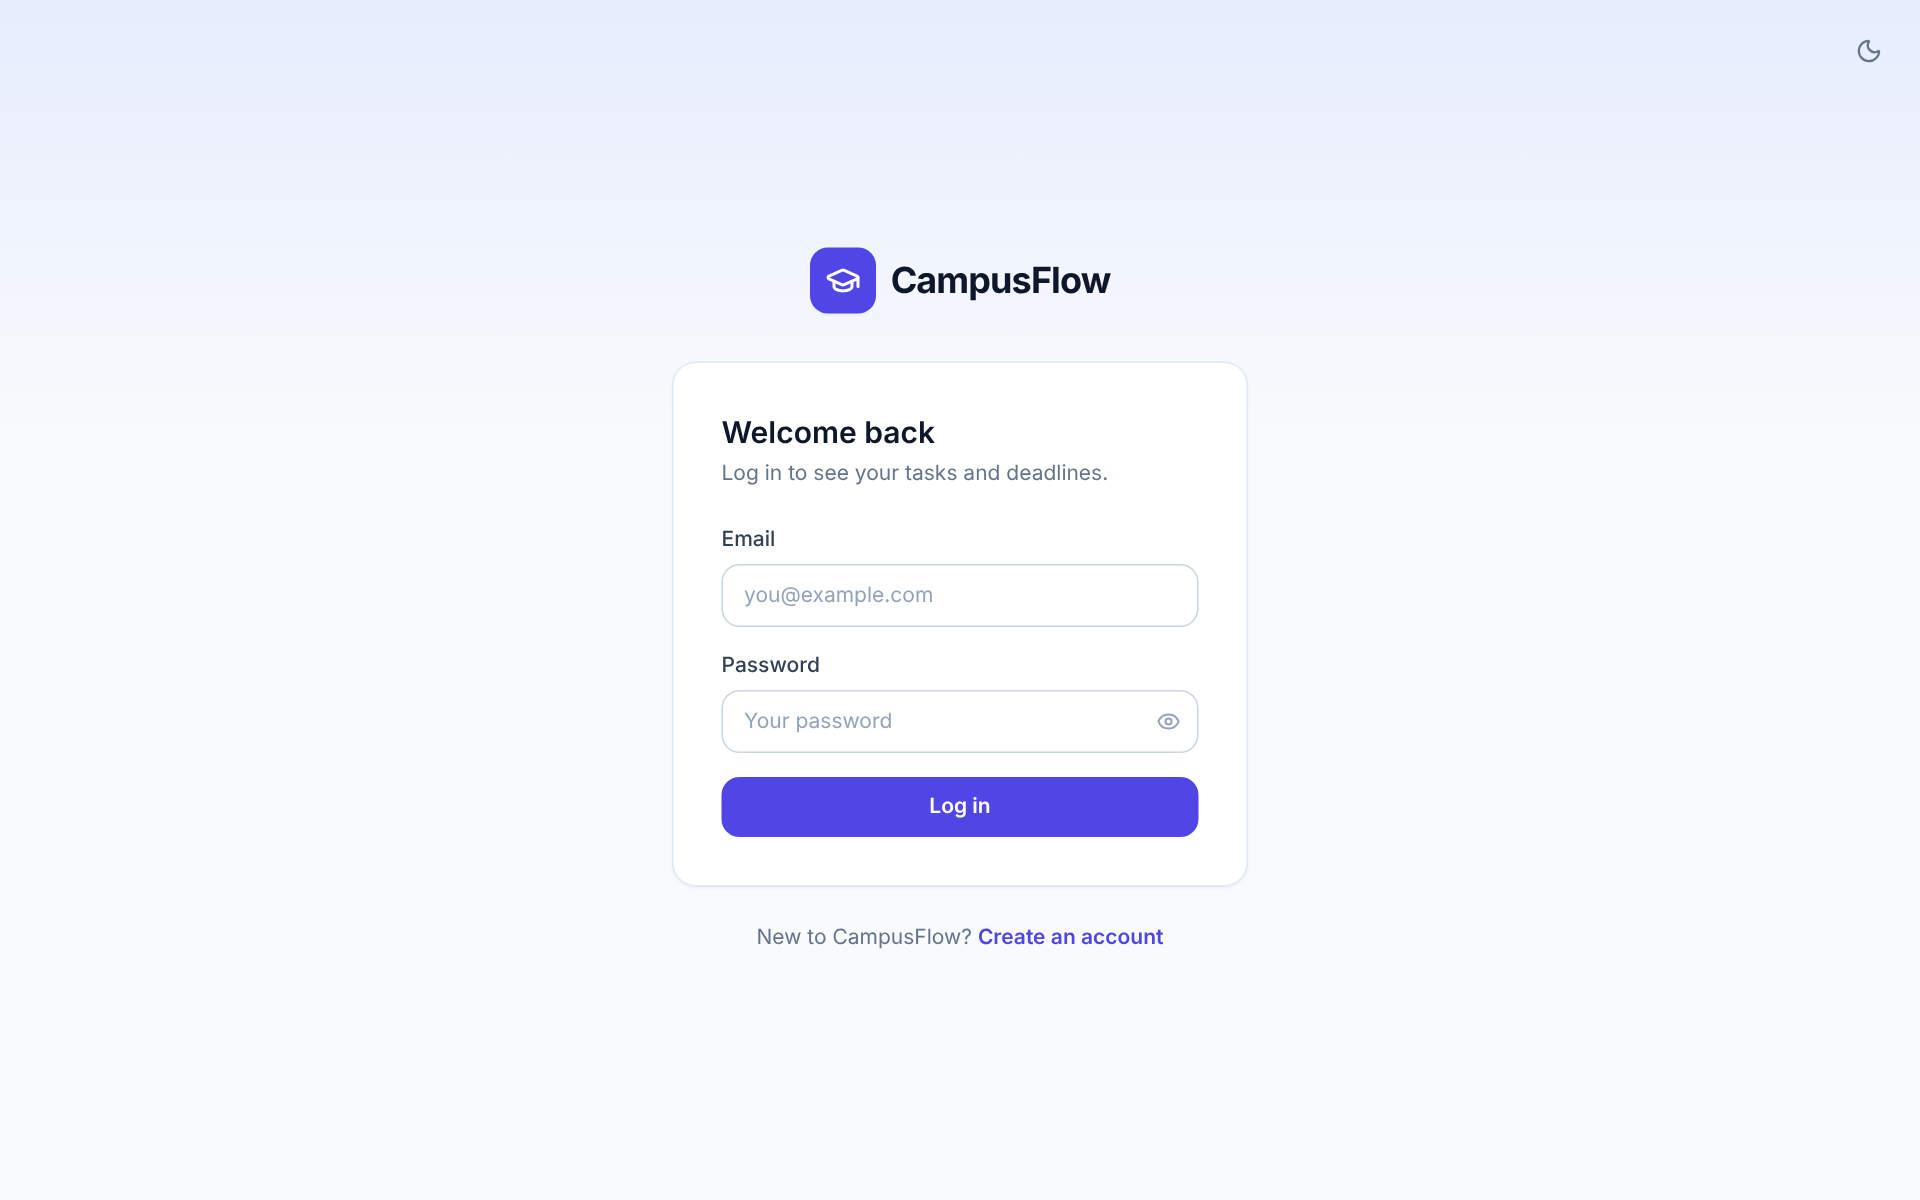 CampusFlow
Welcome back
Log in to see your tasks and deadlines.
Email
you@example.com
Password
Your password
Log in
New to CampusFlow? Create an account